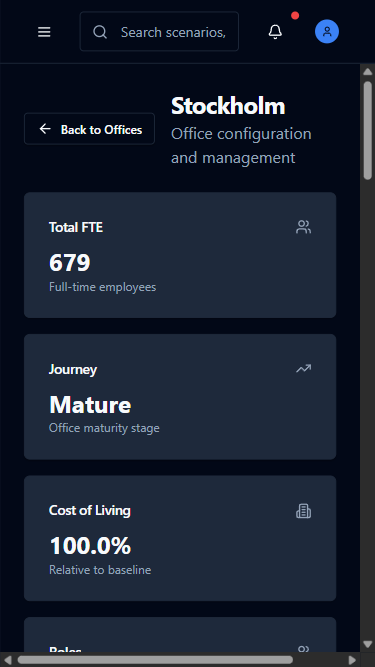 Search scenarios,
Back to Offices
Stockholm
Office configuration
and management
Total FTE
679
Full-time employees
Journey
Mature
Office maturity stage
Cost of Living
100.0%
Relative to baseline
Roles